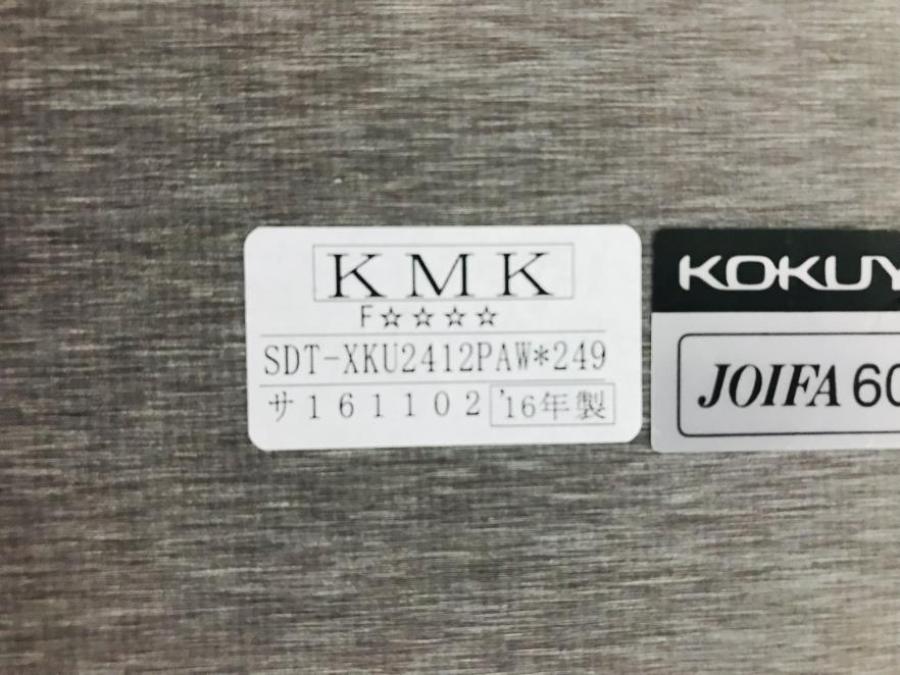 KMK
F☆☆☆☆
SDT-XKU2412PAW*249
サ161102 '16年製
KOKUY
JOIFA 60